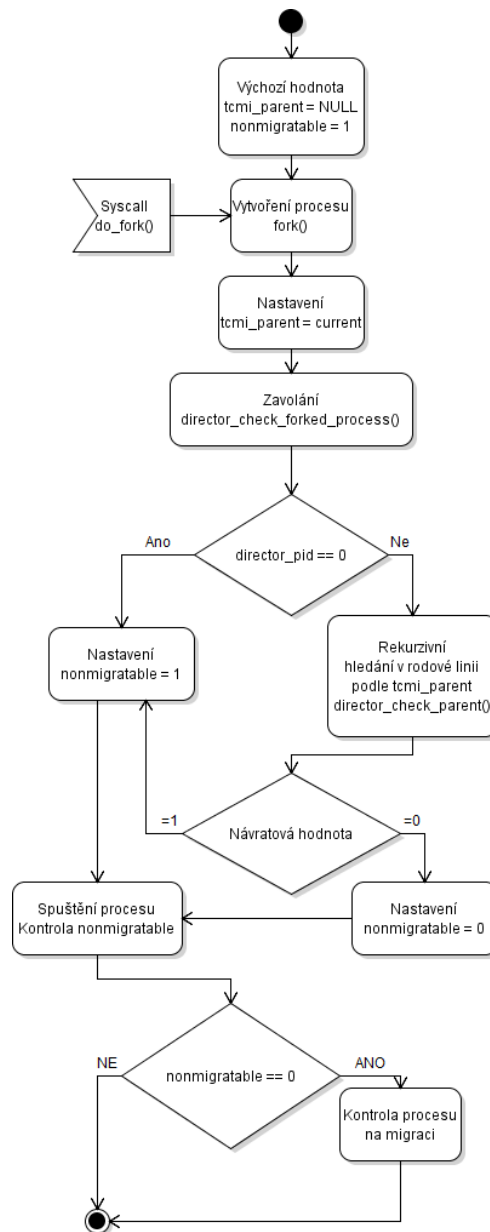 Výchozí hodnota
tcmi_parent = NULL
nonmigratable = 1
Syscall
do_fork()
Vytvoření procesu
fork()
Nastavení
tcmi_parent = current
Zavolání
director_check_forked_process()
Ano
director_pid == 0
Ne
Nastavení
nonmigratable = 1
Rekurzivní
hledání v rodové linii
podle tcmi_parent
director_check_parent()
=1
Návratová hodnota
=0
Spuštění procesu
Kontrola nonmigratable
Nastavení
nonmigratable = 0
NE
nonmigratable == 0
ANO
Kontrola procesu
na migraci